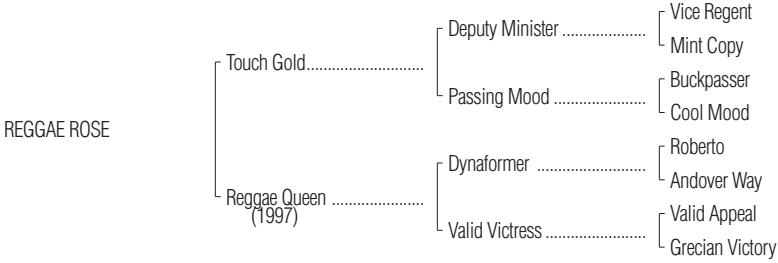 Vice Regent
Deputy Minister ....................
Mint Copy
Touch Gold............................
Buckpasser
Passing Mood ......................
Cool Mood
REGGAE ROSE
Roberto
Dynaformer ..........................
Andover Way
Reggae Queen ......................
(1997)
Valid Appeal
Valid Victress ........................
Grecian Victory